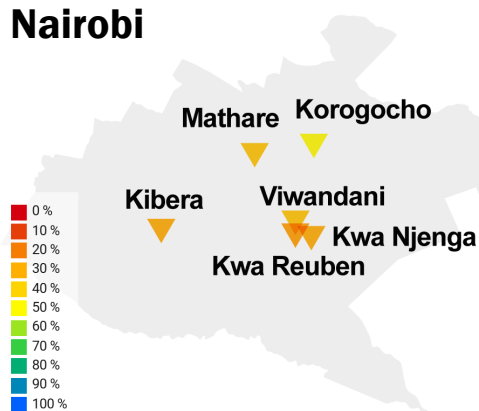 Nairobi
Korogocho
Mathare
Kibera
Viwandani
Kwa Njenga
Kwa Reuben
0 %
10 %
20 %
30 %
40 %
50 %
60 %
70 %
80 %
90 %
100 %